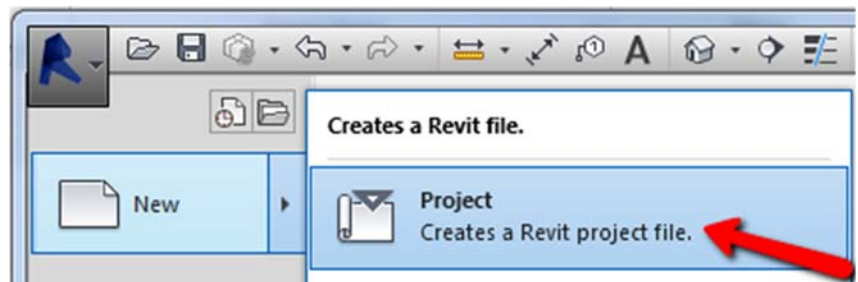 A
Creates a Revit file.
New
Project
Creates a Revit project file.